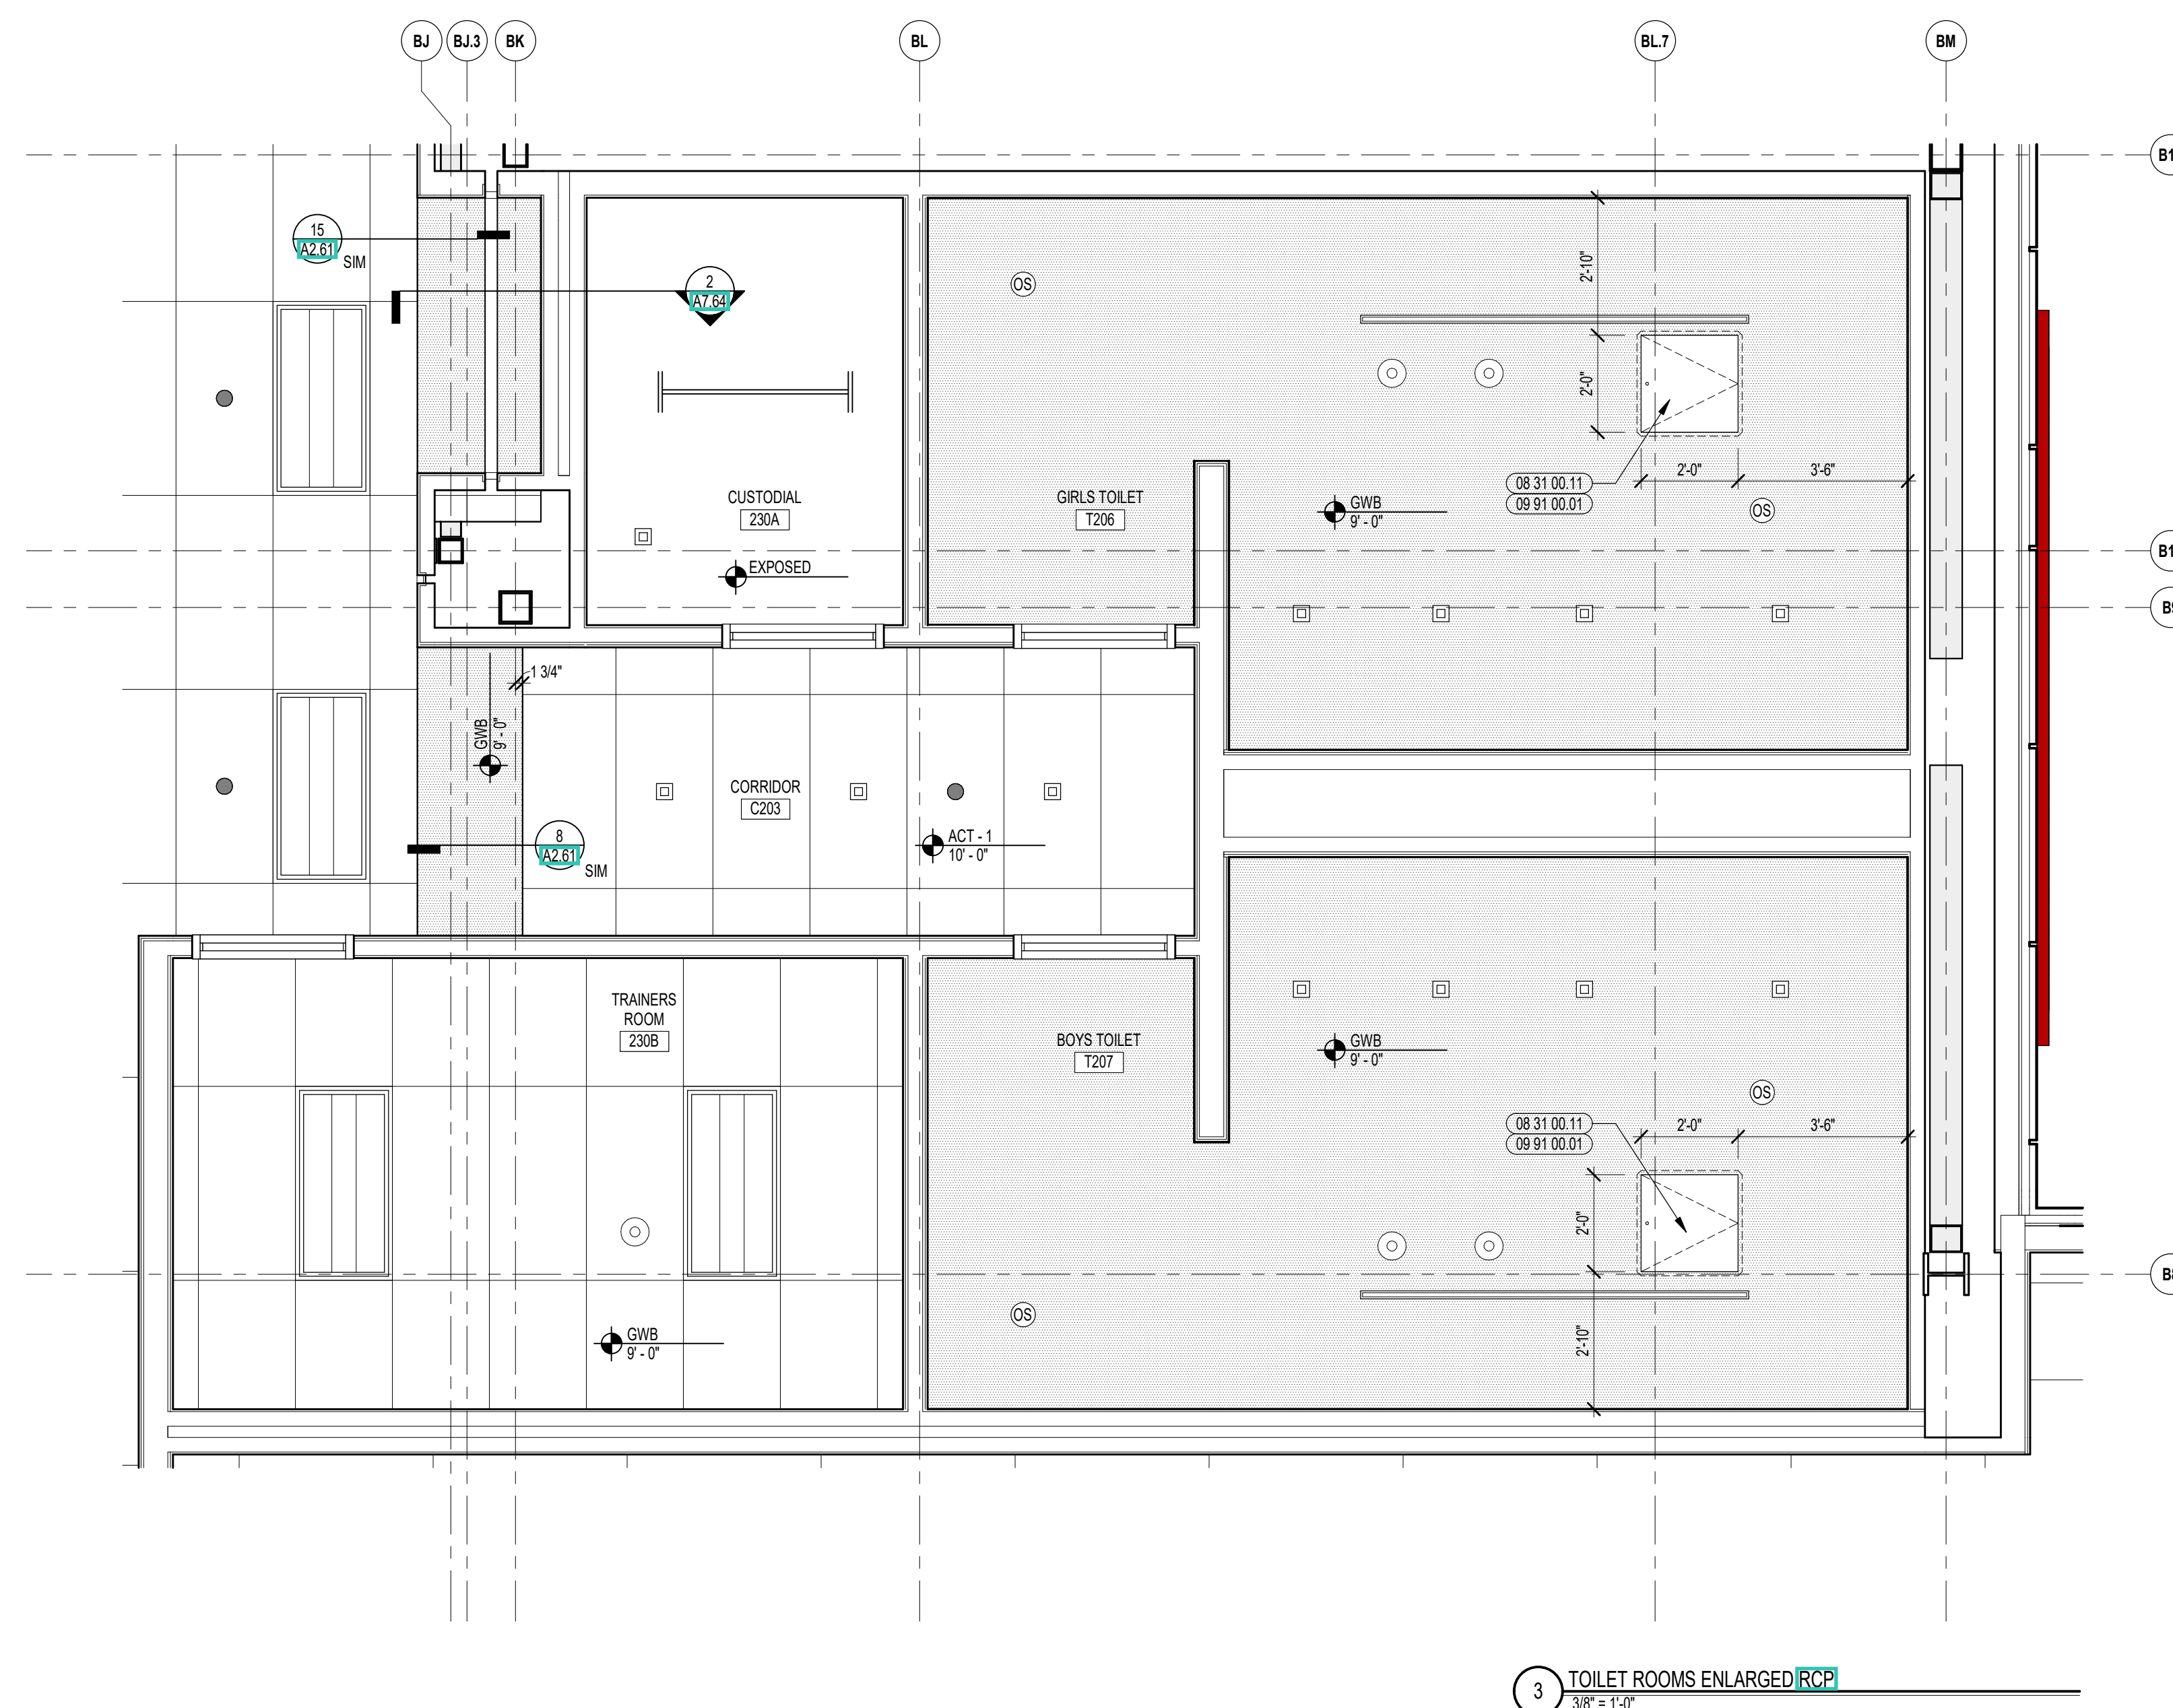 BJ
BJ.3
BK
BL
BL.7
BM
15
A2.61
SIM
2
A7.64
OS
2'-10"
2'-0"
2'-0"
3'-6"
08 31 00.11
09 91 00.01
OS
CUSTODIAL
230A
GIRLS TOILET
T206
GWB
9' - 0"
EXPOSED
1 3/4"
GWB
9' - 0"
CORRIDOR
C203
8
A2.61
SIM
ACT - 1
10' - 0"
TRAINERS
ROOM
230B
BOYS TOILET
T207
GWB
9' - 0"
OS
08 31 00.11
09 91 00.01
2'-0"
3'-6"
2'-0"
2'-10"
OS
GWB
9' - 0"
3
TOILET ROOMS ENLARGED RCP
3/8" = 1'-0"